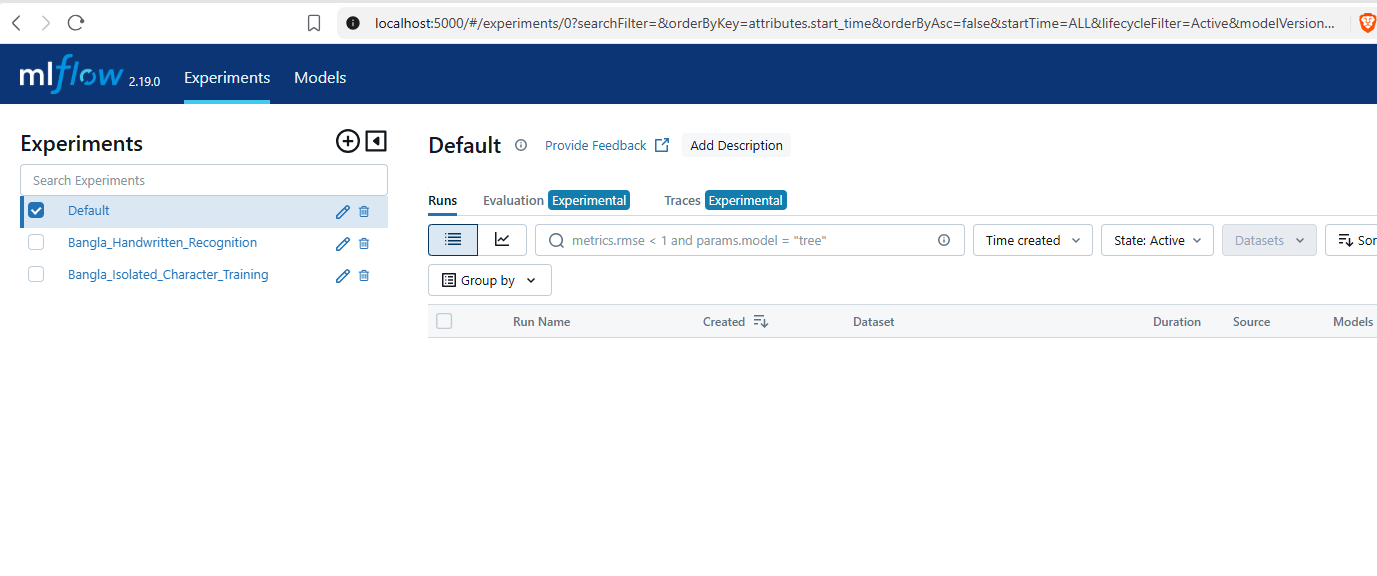 localhost:5000/#/experiments/0?searchFilter=&orderByKey=attributes.start_time&orderByAsc=false&startTime=ALL&lifecycleFilter=Active&modelVersion...
mlflow 2.19.0 Experiments Models
Experiments
Search Experiments
Default
Bangla_Handwritten_Recognition
Bangla_Isolated_Character_Training
Default Provide Feedback Add Description
Runs Evaluation Experimental Traces Experimental
metrics.rmse < 1 and params.model = "tree" Time created State: Active Datasets Sor
Group by
Run Name Created Dataset Duration Source Models